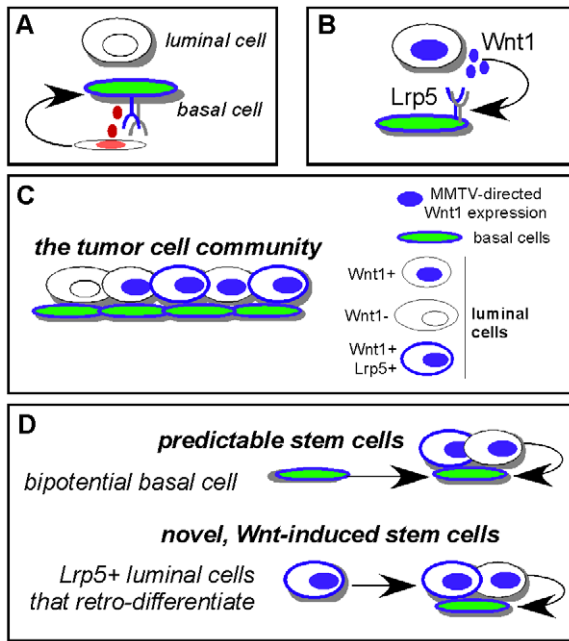 A
luminal cell
basal cell
B
Wnt1
Lrp5
C
the tumor cell community
MMTV-directed
Wnt1 expression
basal cells
Wnt1+
Wnt1-
Wnt1+
Lrp5+
luminal
cells
D
predictable stem cells
bipotential basal cell
novel, Wnt-induced stem cells
Lrp5+ luminal cells
that retro-differentiate